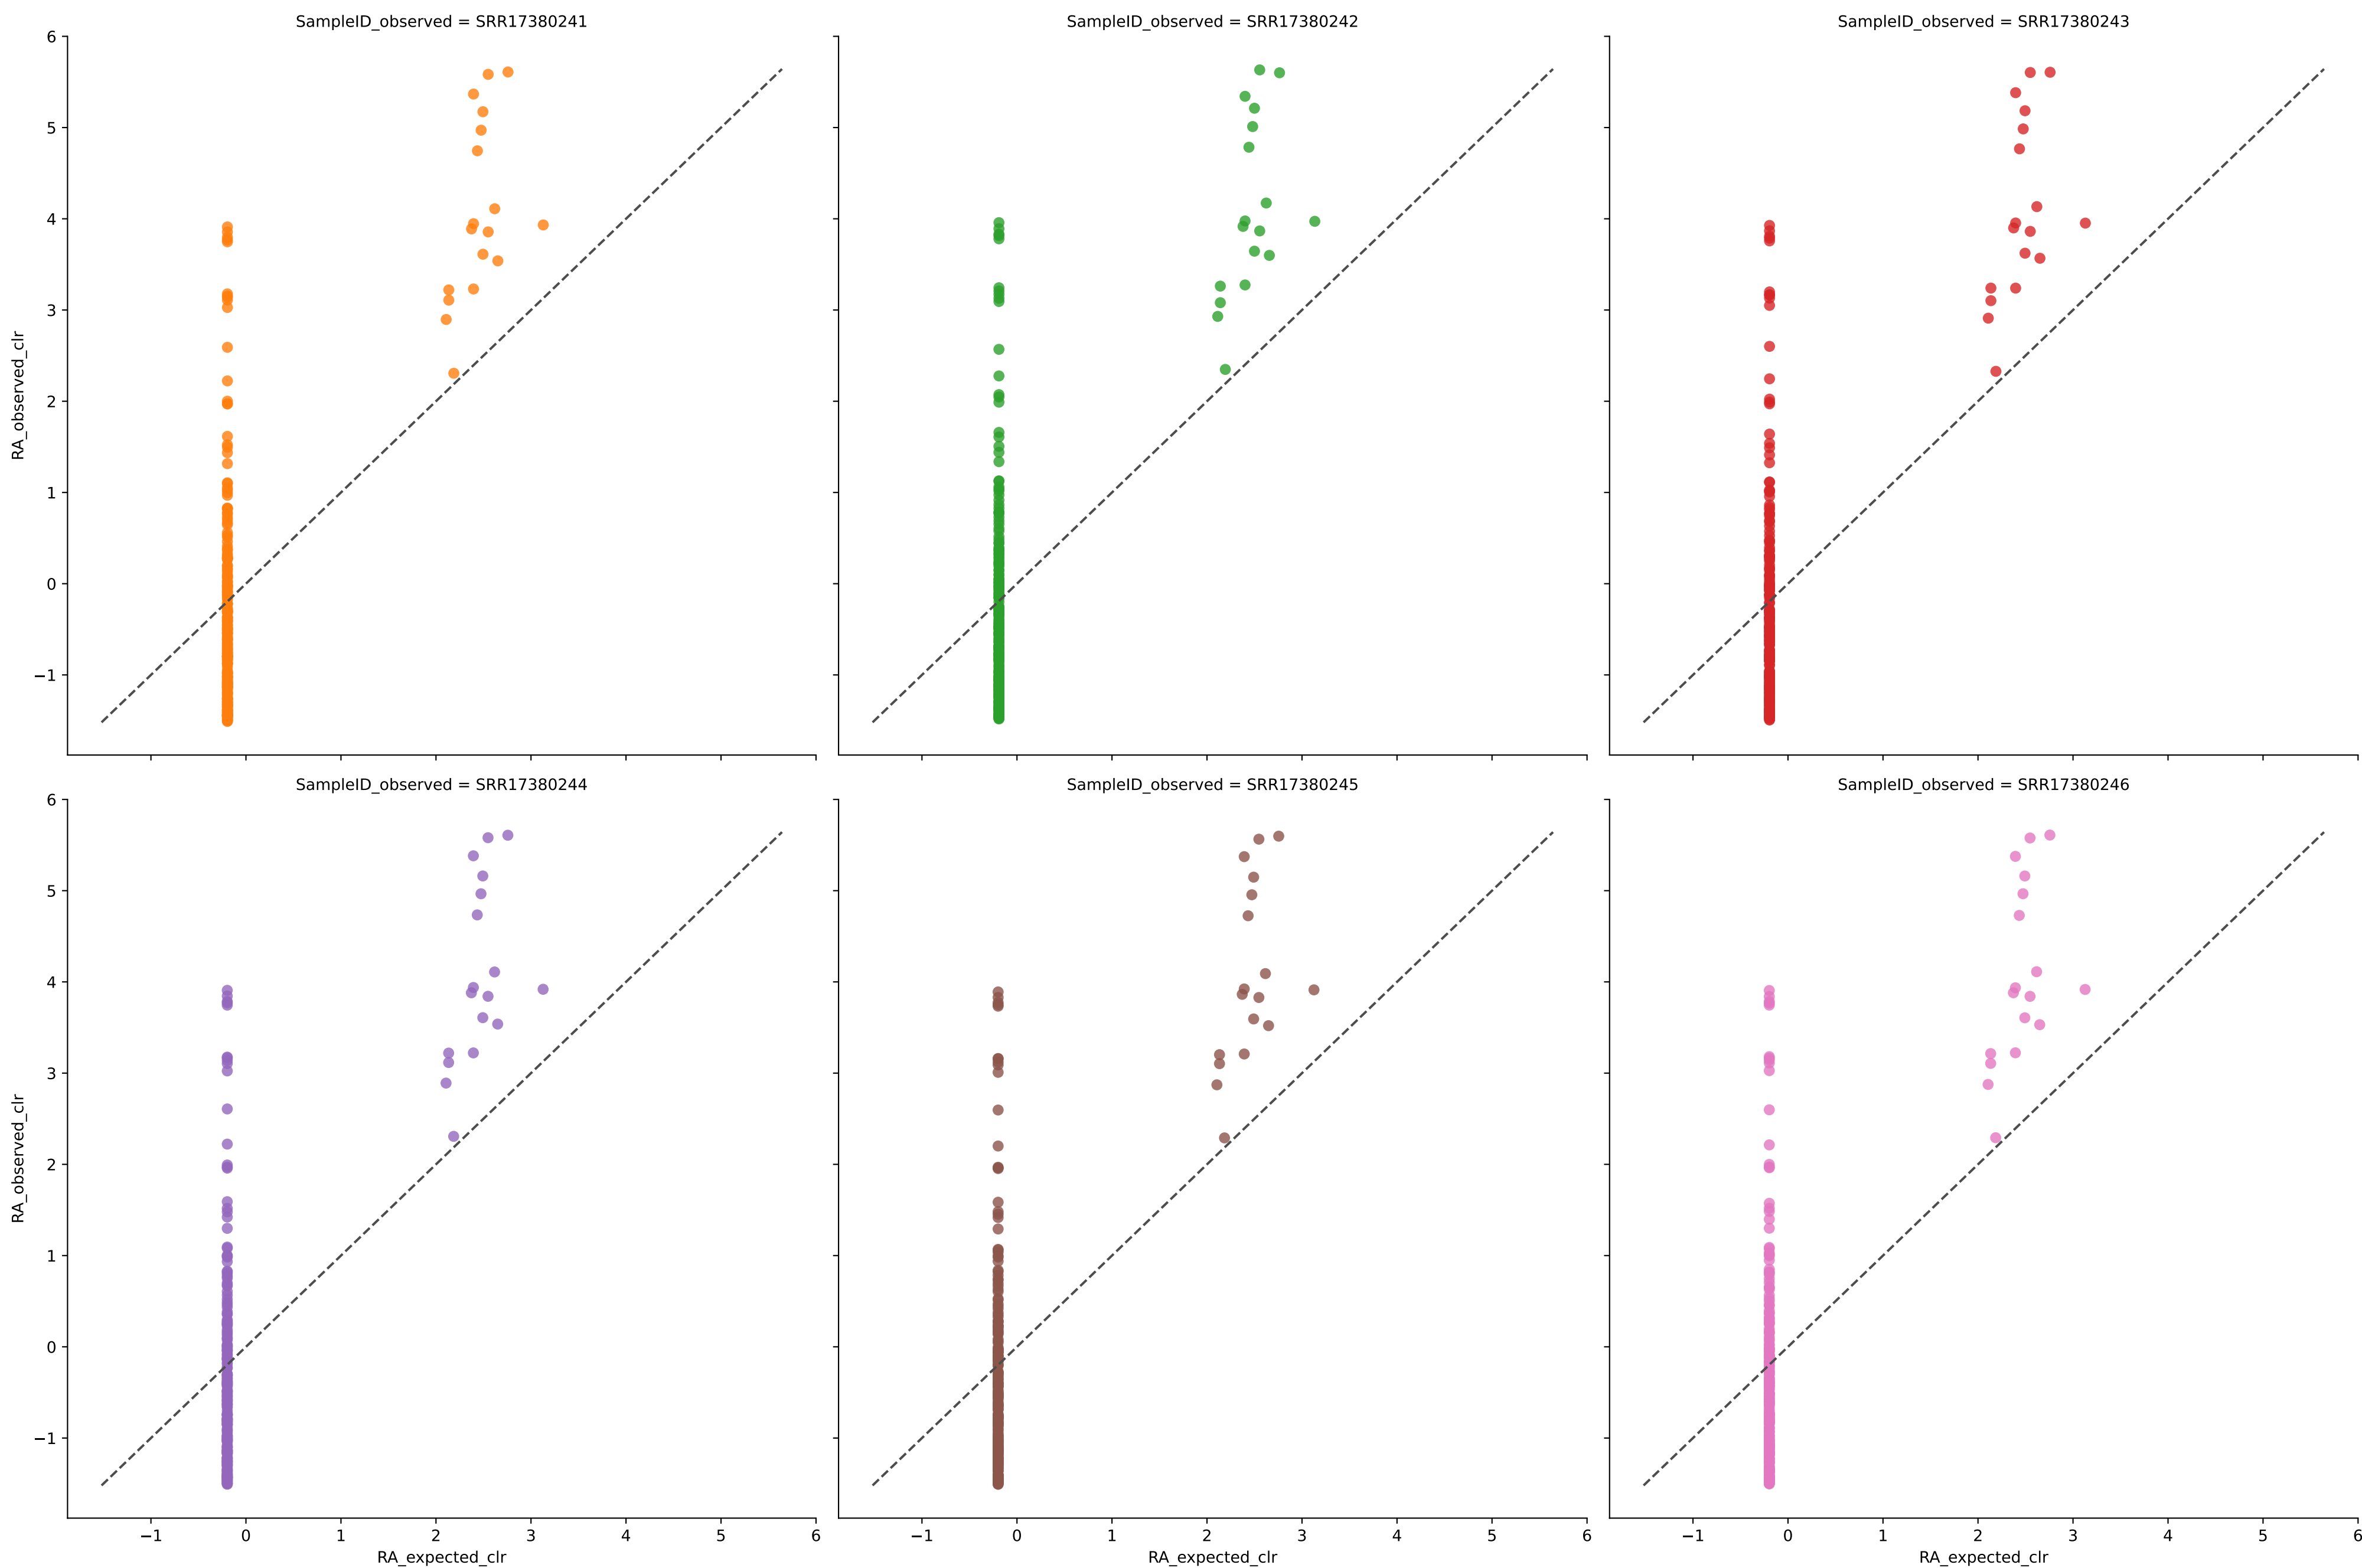 SampleID_observed = SRR17380241
SampleID_observed = SRR17380242
SampleID_observed = SRR17380243
6
5
4
3
2
1
0
−1
RA_observed_clr
SampleID_observed = SRR17380244
SampleID_observed = SRR17380245
SampleID_observed = SRR17380246
6
5
4
3
2
1
0
−1
RA_observed_clr
−1 0 1 2 3 4 5 6
−1 0 1 2 3 4 5 6
−1 0 1 2 3 4 5 6
RA_expected_clr
RA_expected_clr
RA_expected_clr